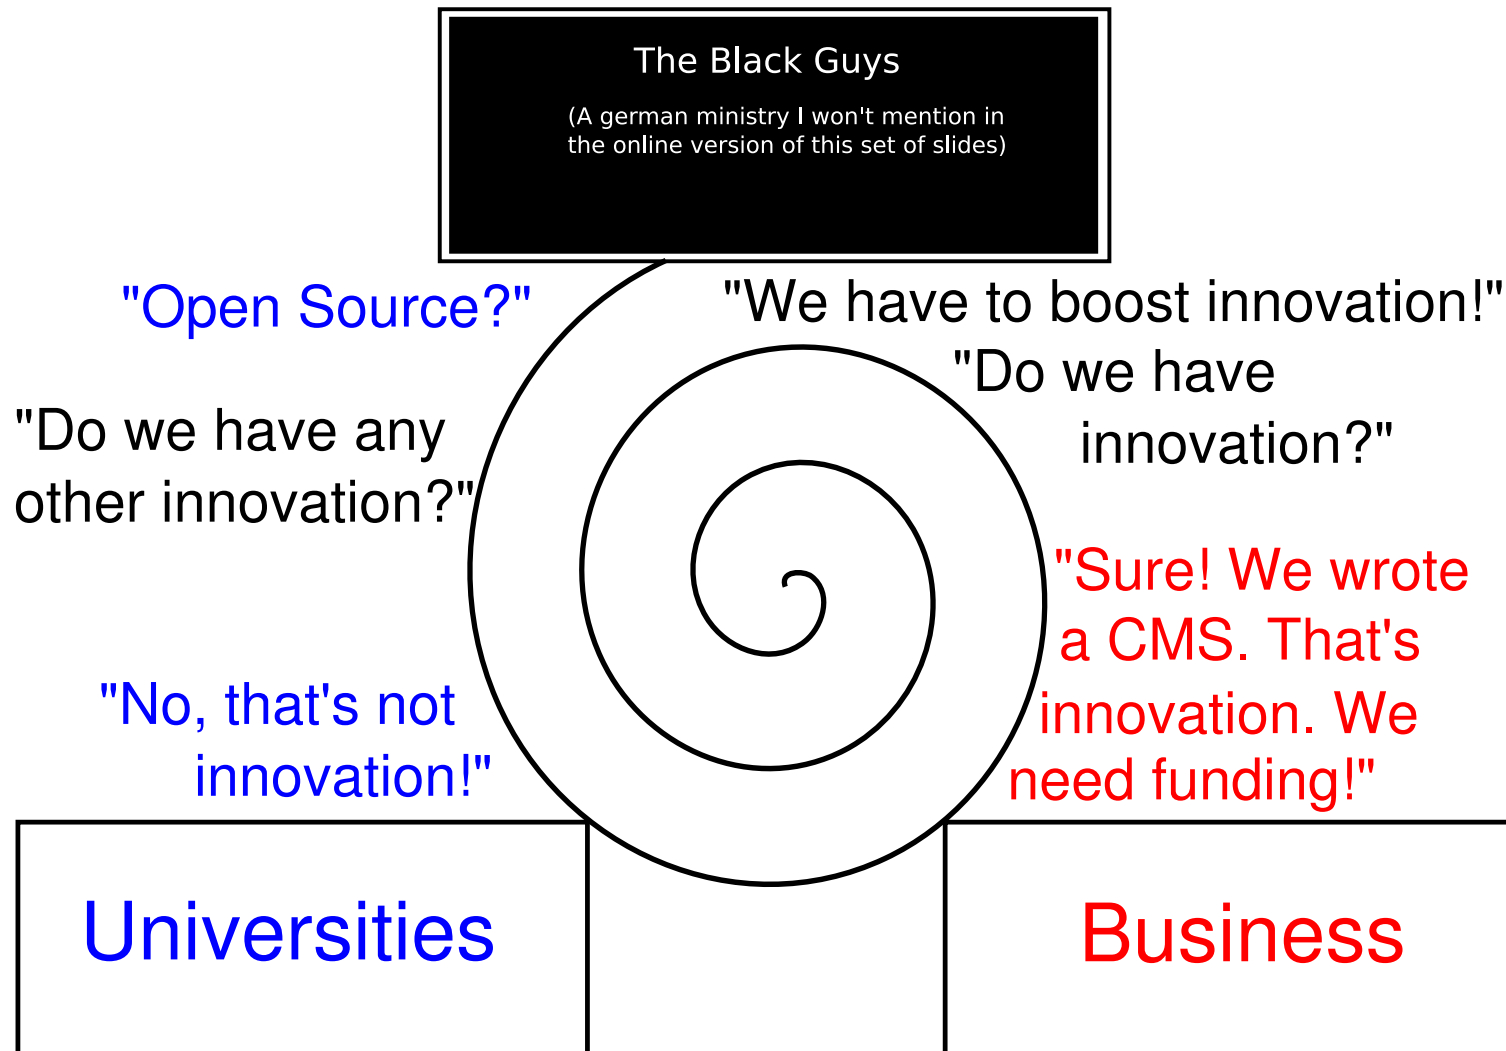 The Black Guys
(A german ministry I won't mention in
the online version of this set of slides)
"Open Source?"
"We have to boost innovation!"
"Do we have
innovation?"
"Do we have any
other innovation?"
"Sure! We wrote
a CMS. That's
innovation. We
need funding!"
"No, that's not
innovation!"
Universities
Business